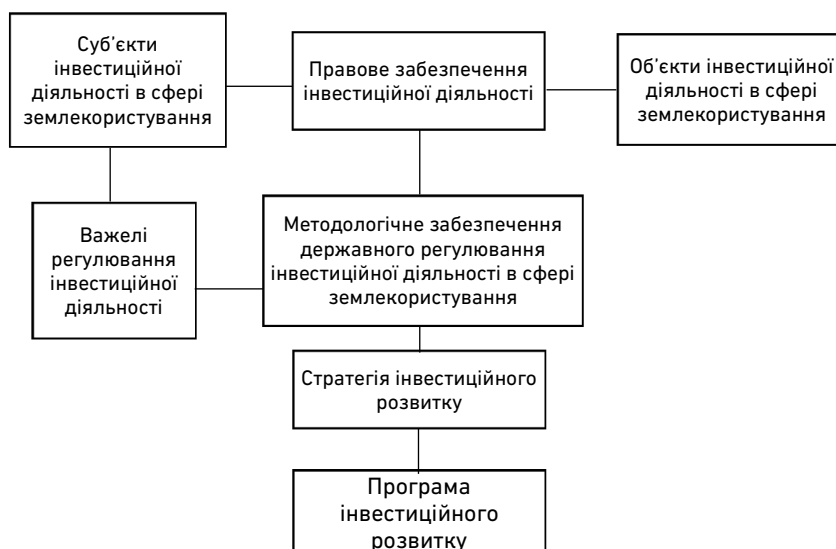 Суб’єкти
інвестиційної
діяльності в сфері
землекористування
Правове забезпечення
інвестиційної діяльності
Об’єкти інвестиційної
діяльності в сфері
землекористування
Важелі
регулювання
інвестиційної
діяльності
Методологічне забезпечення
державного регулювання
інвестиційної діяльності в сфері
землекористування
Стратегія інвестиційного
розвитку
Програма
інвестиційного
розвитку